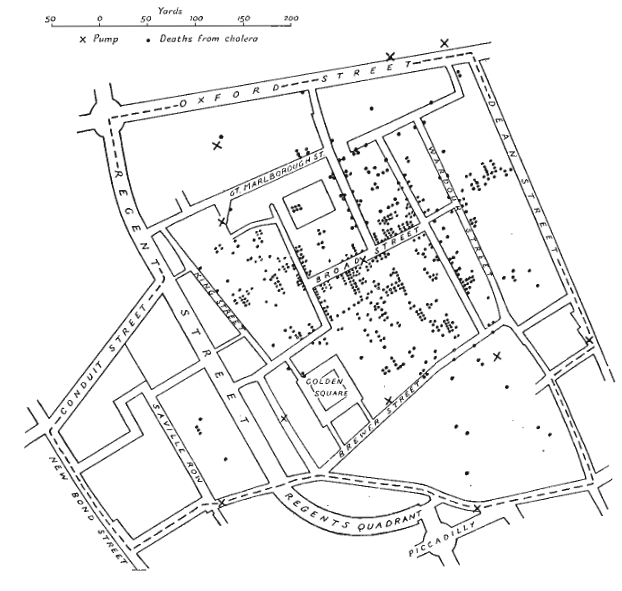 Yards
50 0 50 100 150 200
x Pump • Deaths from cholera
OXFORD STREET
DEAN STREET
WARDOUR STREET
GT. MARLBOROUGH ST
REGENT STREET
BROAD STREET
KING STREET
CONDUIT STREET
GOLDEN
SQUARE
BREWER STREET
SAVILLE ROW
NEW BOND STREET
REGENTS QUADRANT
PICCADILLY